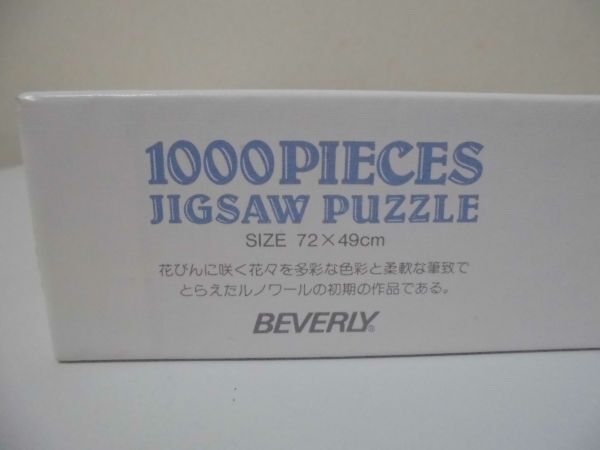 1000PIECES
JIGSAW PUZZLE
SIZE 72×49cm
花びんに咲く花々を多彩な色彩と柔軟な筆致で
とらえたルノワールの初期の作品である。
BEVERLY®